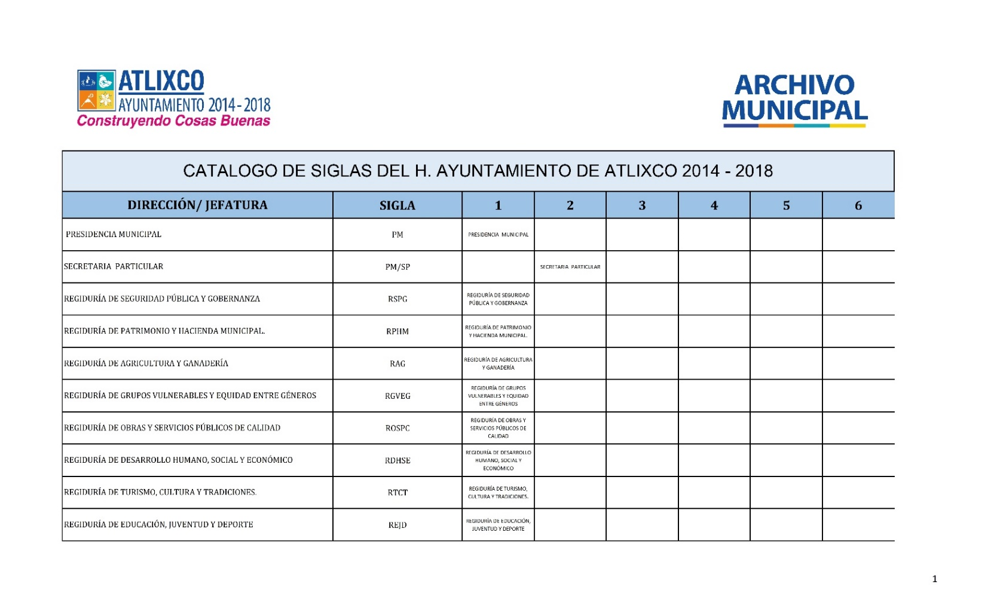 ATLIXCO
AYUNTAMIENTO 2014-2018
Construyendo Cosas Buenas
ARCHIVO
MUNICIPAL
CATALOGO DE SIGLAS DEL H. AYUNTAMIENTO DE ATLIXCO 2014 - 2018
DIRECCIÓN/ JEFATURA SIGLA 1 2 3 4 5 6
PRESIDENCIA MUNICIPAL PM PRESIDENCIA MUNICIPAL
SECRETARIA PARTICULAR PM/SP SECRETARIA PARTICULAR
REGIDURÍA DE SEGURIDAD PÚBLICA Y GOBERNANZA RSPG REGIDURÍA DE SEGURIDAD
PÚBLICA Y GOBERNANZA
REGIDURÍA DE PATRIMONIO Y HACIENDA MUNICIPAL. RPHM REGIDURÍA DE PATRIMONIO
Y HACIENDA MUNICIPAL.
REGIDURÍA DE AGRICULTURA Y GANADERÍA RAG REGIDURÍA DE AGRICULTURA
Y GANADERÍA
REGIDURÍA DE GRUPOS VULNERABLES Y EQUIDAD ENTRE GÉNEROS RGVEG REGIDURÍA DE GRUPOS
VULNERABLES Y EQUIDAD
ENTRE GÉNEROS
REGIDURÍA DE OBRAS Y SERVICIOS PÚBLICOS DE CALIDAD ROSPC REGIDURÍA DE OBRAS Y
SERVICIOS PÚBLICOS DE
CALIDAD
REGIDURÍA DE DESARROLLO HUMANO, SOCIAL Y ECONÓMICO RDHSE REGIDURÍA DE DESARROLLO
HUMANO, SOCIAL Y
ECONÓMICO
REGIDURÍA DE TURISMO, CULTURA Y TRADICIONES. RTCT REGIDURÍA DE TURISMO,
CULTURA Y TRADICIONES.
REGIDURÍA DE EDUCACIÓN, JUVENTUD Y DEPORTE REJD REGIDURÍA DE EDUCACIÓN,
JUVENTUD Y DEPORTE
1